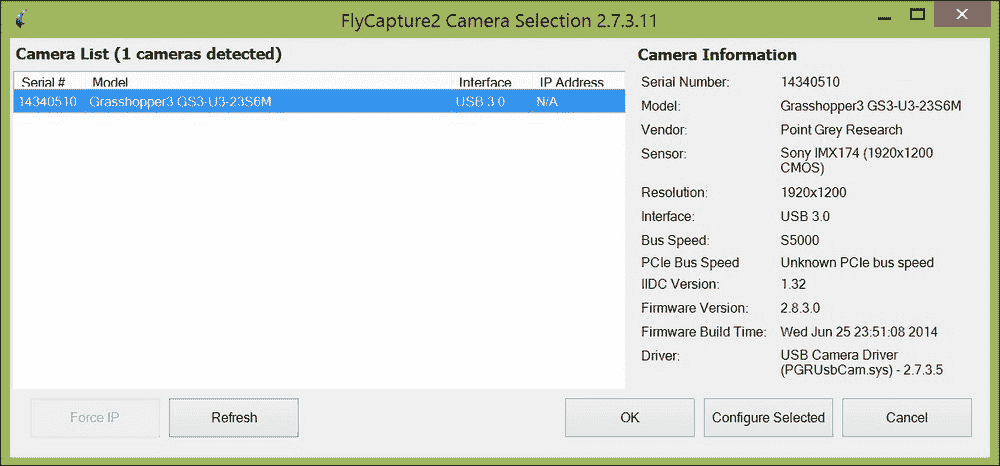 FlyCapture2 Camera Selection 2.7.3.11
Camera List (1 cameras detected)
Serial # Model Interface IP Address
14340510 Grasshopper3 GS3-U3-23S6M USB 3.0 N/A
Camera Information
Serial Number: 14340510
Model: Grasshopper3 GS3-U3-23S6M
Vendor: Point Grey Research
Sensor: Sony IMX174 (1920x1200
CMOS)
Resolution: 1920x1200
Interface: USB 3.0
Bus Speed: S5000
PCIe Bus Speed Unknown PCIe bus speed
IIDC Version: 1.32
Firmware Version: 2.8.3.0
Firmware Build Time: Wed Jun 25 23:51:08 2014
Driver: USB Camera Driver
(PGRUsbCam.sys) - 2.7.3.5
Force IP Refresh OK Configure Selected Cancel